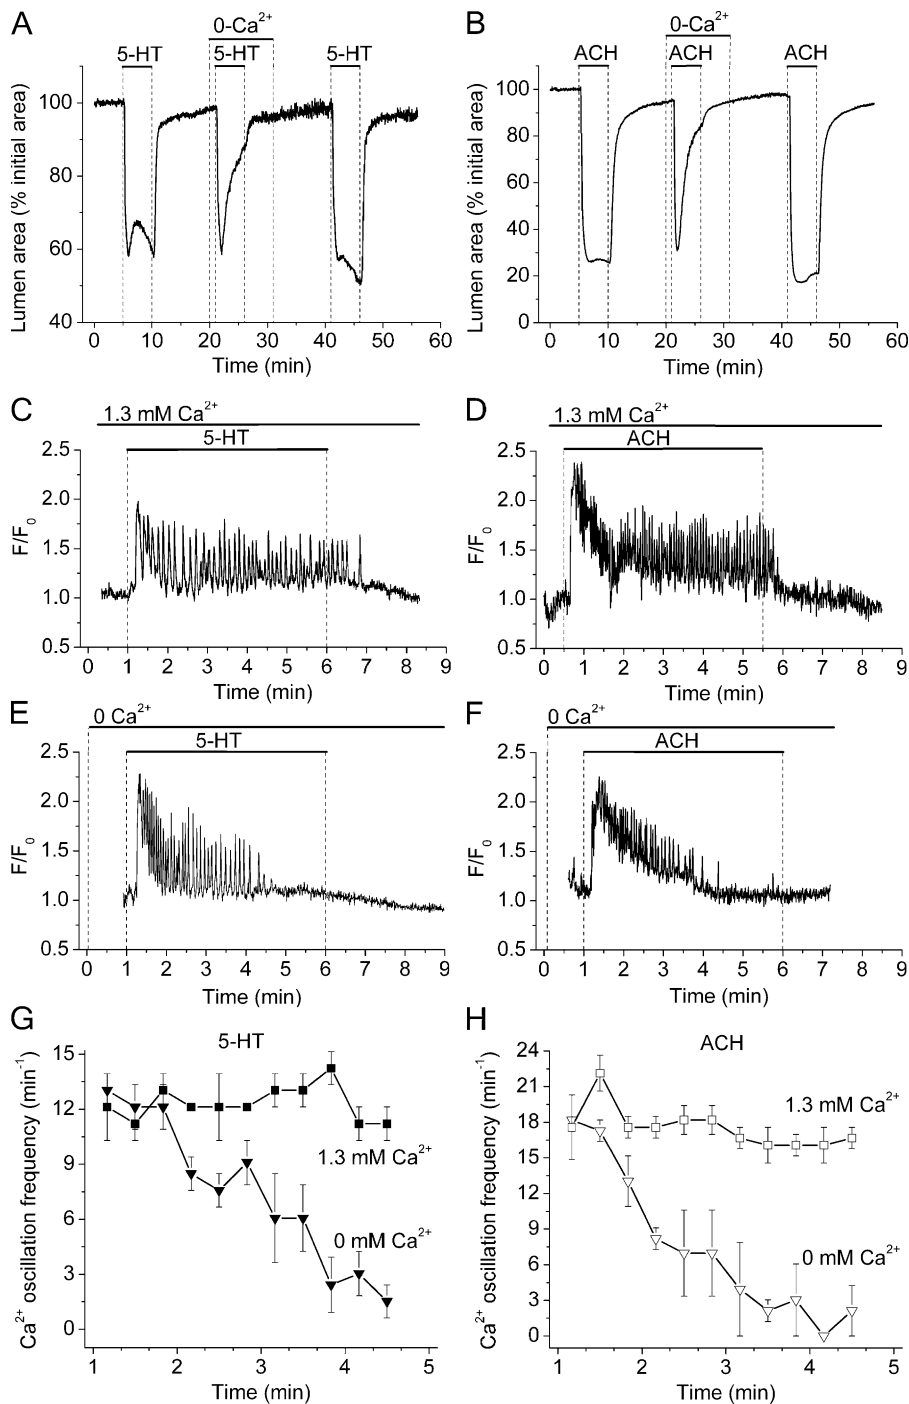 A
0-Ca²⁺
5-HT 5-HT 5-HT
100
80
60
40
Lumen area (% initial area)
0 10 20 30 40 50 60
Time (min)
B
0-Ca²⁺
ACH ACH ACH
100
80
60
40
20
0
Lumen area (% initial area)
0 10 20 30 40 50 60
Time (min)
C
1.3 mM Ca²⁺
5-HT
2.5
2.0
1.5
1.0
0.5
F/F₀
0 1 2 3 4 5 6 7 8 9
Time (min)
D
1.3 mM Ca²⁺
ACH
2.5
2.0
1.5
1.0
0.5
F/F₀
0 1 2 3 4 5 6 7 8 9
Time (min)
E
0 Ca²⁺
5-HT
2.5
2.0
1.5
1.0
0.5
F/F₀
0 1 2 3 4 5 6 7 8 9
Time (min)
F
0 Ca²⁺
ACH
2.5
2.0
1.5
1.0
0.5
F/F₀
0 1 2 3 4 5 6 7 8 9
Time (min)
G
5-HT
15
12
9
6
3
0
Ca²⁺ oscillation frequency (min⁻¹)
1.3 mM Ca²⁺
0 mM Ca²⁺
1 2 3 4 5
Time (min)
H
ACH
24
21
18
15
12
9
6
3
0
Ca²⁺ oscillation frequency (min⁻¹)
1.3 mM Ca²⁺
0 mM Ca²⁺
1 2 3 4 5
Time (min)